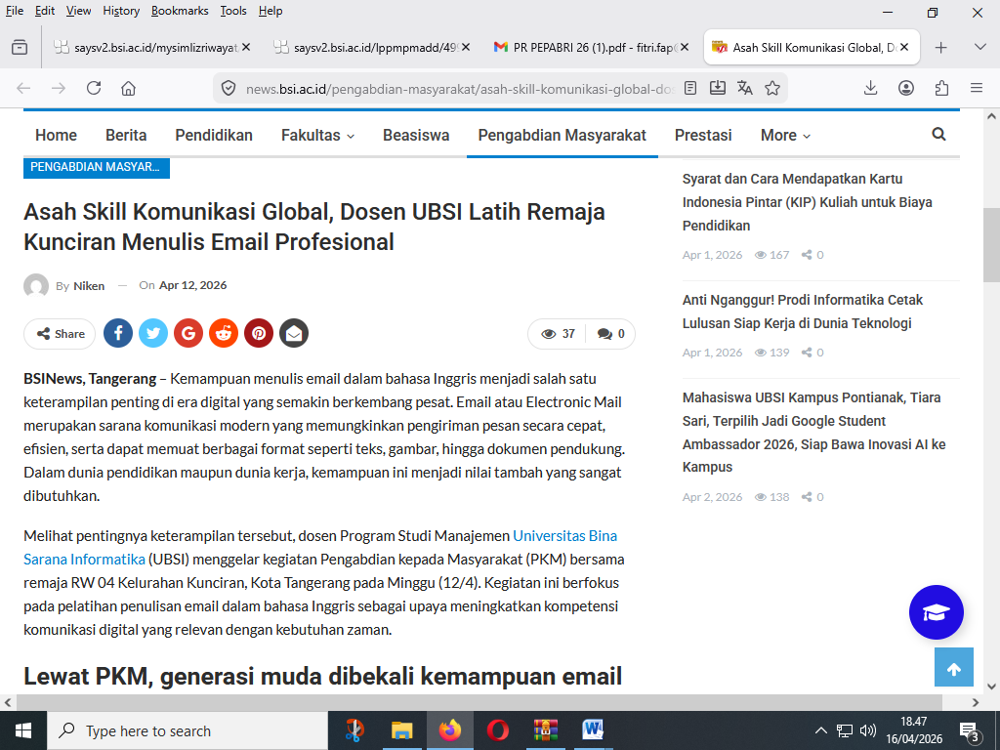 File Edit View History Bookmarks Tools Help
saysv2.bsi.ac.id/mysimlizriwayat
saysv2.bsi.ac.id/lppmpmadd/49
PR PEPABRI 26 (1).pdf - fitri.fap
Asah Skill Komunikasi Global, D
news.bsi.ac.id/pengabdian-masyarakat/asah-skill-komunikasi-global-do
Home Berita Pendidikan Fakultas Beasiswa Pengabdian Masyarakat Prestasi More
PENGABDIAN MASYAR...
Asah Skill Komunikasi Global, Dosen UBSI Latih Remaja
Kunciran Menulis Email Profesional
By Niken — On Apr 12, 2026
Share
37 0
BSINews, Tangerang – Kemampuan menulis email dalam bahasa Inggris menjadi salah satu
keterampilan penting di era digital yang semakin berkembang pesat. Email atau Electronic Mail
merupakan sarana komunikasi modern yang memungkinkan pengiriman pesan secara cepat,
efisien, serta dapat memuat berbagai format seperti teks, gambar, hingga dokumen pendukung.
Dalam dunia pendidikan maupun dunia kerja, kemampuan ini menjadi nilai tambah yang sangat
dibutuhkan.
Melihat pentingnya keterampilan tersebut, dosen Program Studi Manajemen Universitas Bina
Sarana Informatika (UBSI) menggelar kegiatan Pengabdian kepada Masyarakat (PKM) bersama
remaja RW 04 Kelurahan Kunciran, Kota Tangerang pada Minggu (12/4). Kegiatan ini berfokus
pada pelatihan penulisan email dalam bahasa Inggris sebagai upaya meningkatkan kompetensi
komunikasi digital yang relevan dengan kebutuhan zaman.
Lewat PKM, generasi muda dibekali kemampuan email
Syarat dan Cara Mendapatkan Kartu
Indonesia Pintar (KIP) Kuliah untuk Biaya
Pendidikan
Apr 1, 2026 167 0
Anti Nganggur! Prodi Informatika Cetak
Lulusan Siap Kerja di Dunia Teknologi
Apr 1, 2026 139 0
Mahasiswa UBSI Kampus Pontianak, Tiara
Sari, Terpilih Jadi Google Student
Ambassador 2026, Siap Bawa Inovasi AI ke
Kampus
Apr 2, 2026 138 0
Type here to search
18.47
16/04/2026
3